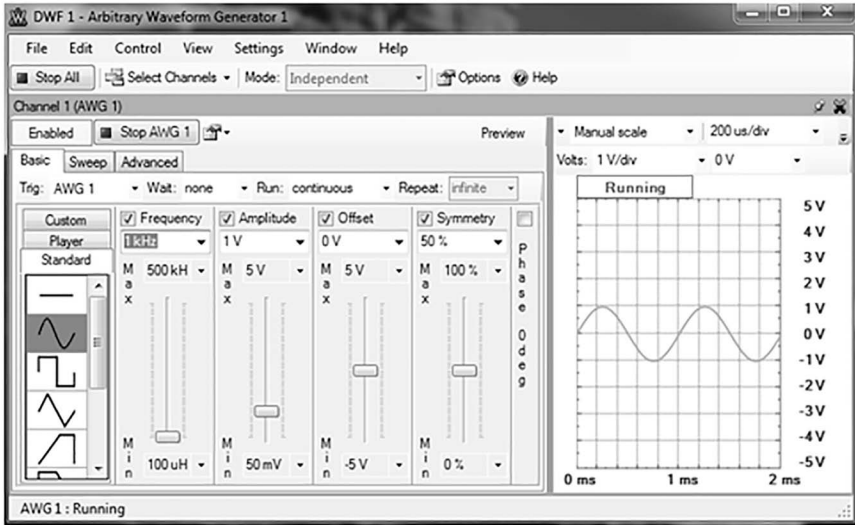 DWF 1 - Arbitrary Waveform Generator 1
File Edit Control View Settings Window Help
Stop All Select Channels Mode: Independent Options Help
Channel 1 (AWG 1)
Enabled Stop AWG 1 Preview
Manual scale 200 us/div
Basic Sweep Advanced
Volts: 1 V/div 0 V
Trig: AWG 1 Wait: none Run: continuous Repeat: infinite
Running
Custom Frequency Amplitude Offset Symmetry
Player 1 kHz 1 V 0 V 50 %
Standard
Max 500 kH Max 5 V Max 5 V Max 100 %
Phase 0 deg
Min 100 uH Min 50 mV Min -5 V Min 0 %
5 V
4 V
3 V
2 V
1 V
0 V
-1 V
-2 V
-3 V
-4 V
-5 V
0 ms 1 ms 2 ms
AWG 1 : Running